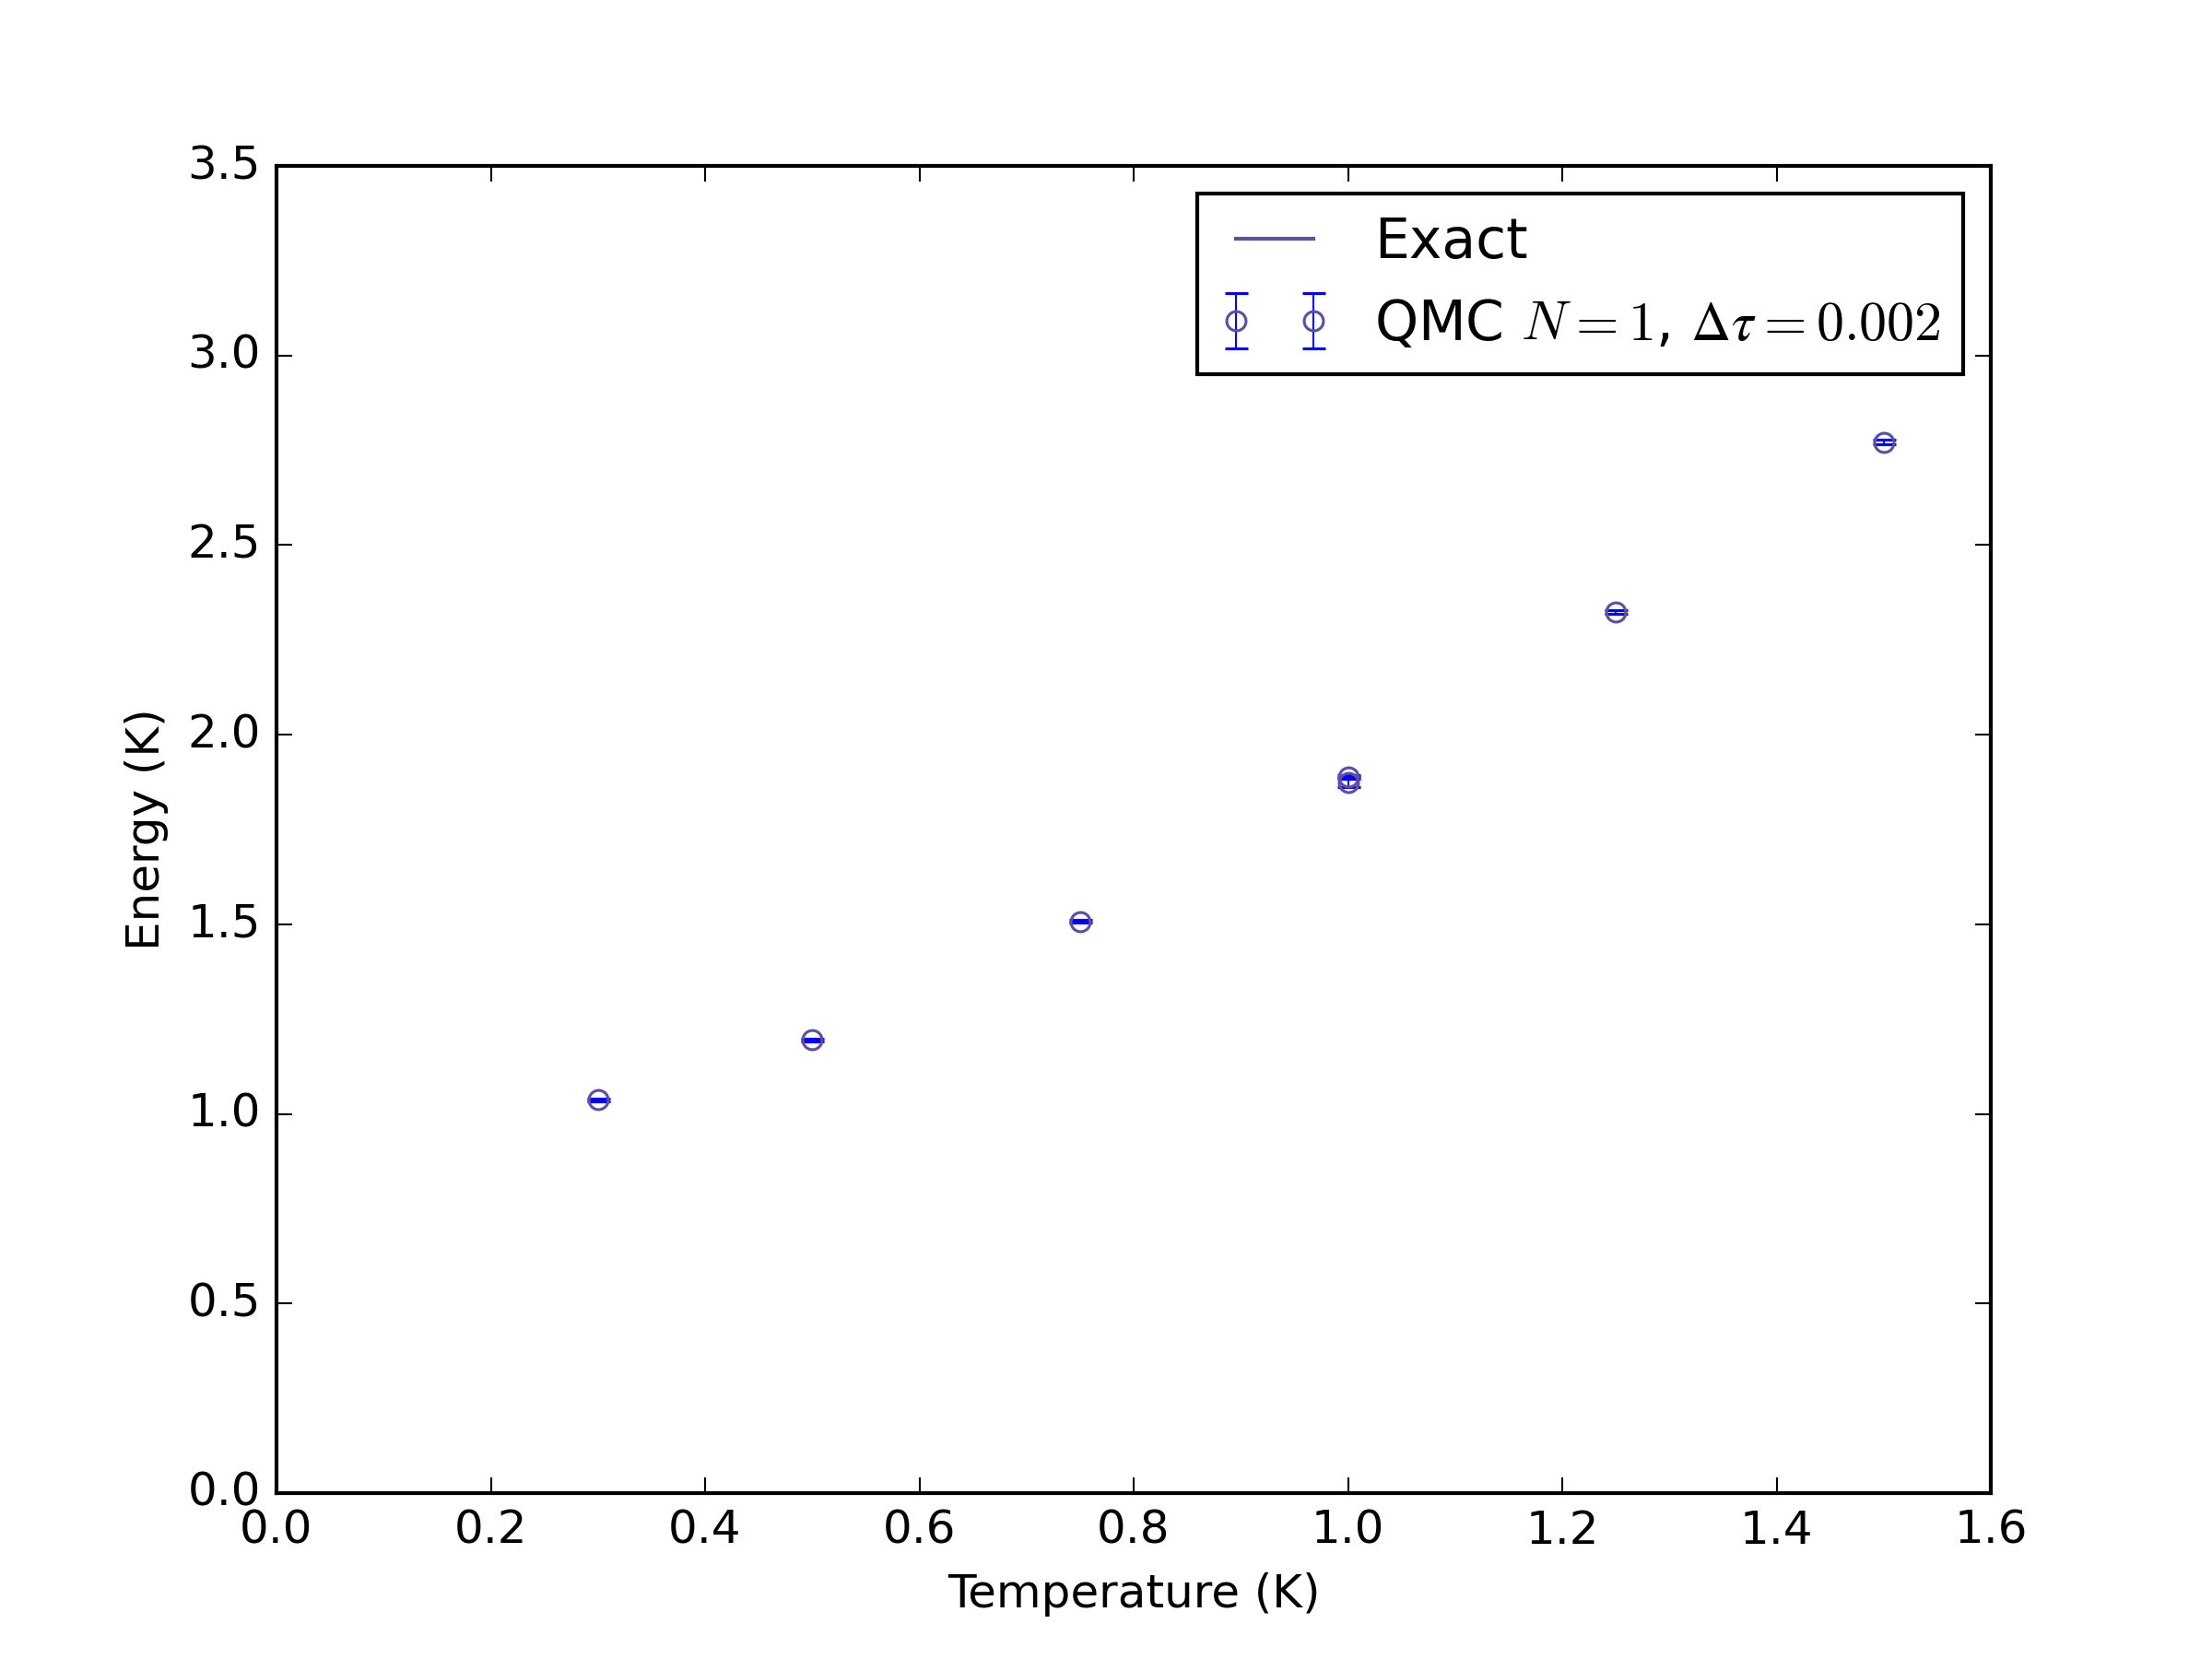 3.5
3.0
2.5
2.0
1.5
1.0
0.5
0.0
Energy (K)
Exact
QMC N = 1, Δτ = 0.002
0.0 0.2 0.4 0.6 0.8 1.0 1.2 1.4 1.6
Temperature (K)